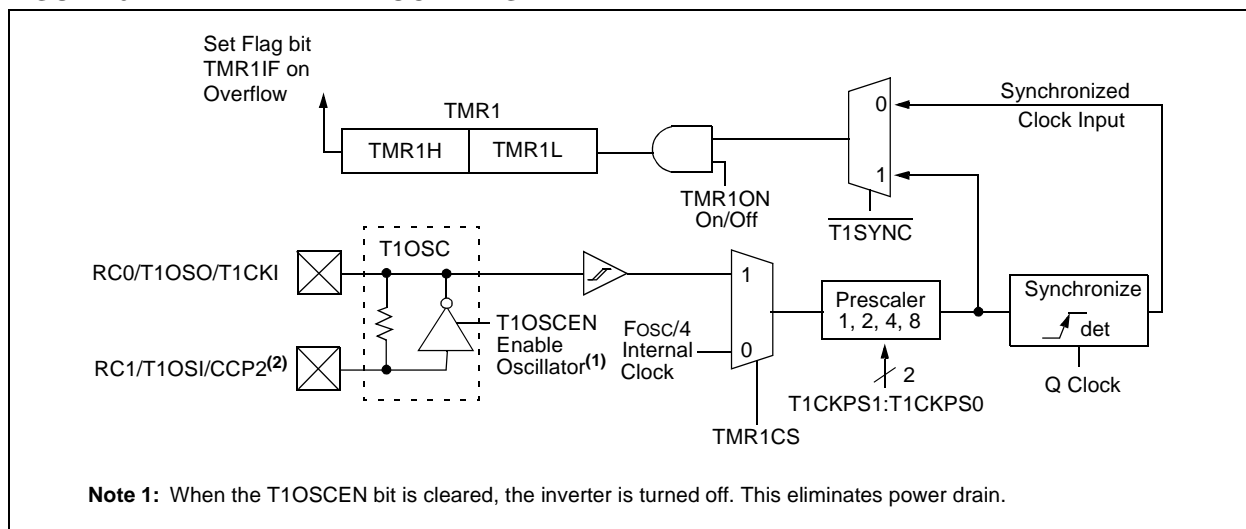 Set Flag bit
TMR1IF on
Overflow
TMR1
TMR1H
TMR1L
TMR1ON
On/Off
0
1
T1SYNC
Synchronized
Clock Input
RC0/T1OSO/T1CKI
T1OSC
RC1/T1OSI/CCP2(2)
T1OSCEN
Enable
Oscillator(1)
FOSC/4
Internal
Clock
1
0
TMR1CS
Prescaler
1, 2, 4, 8
2
T1CKPS1:T1CKPS0
Synchronize
det
Q Clock
Note 1: When the T1OSCEN bit is cleared, the inverter is turned off. This eliminates power drain.